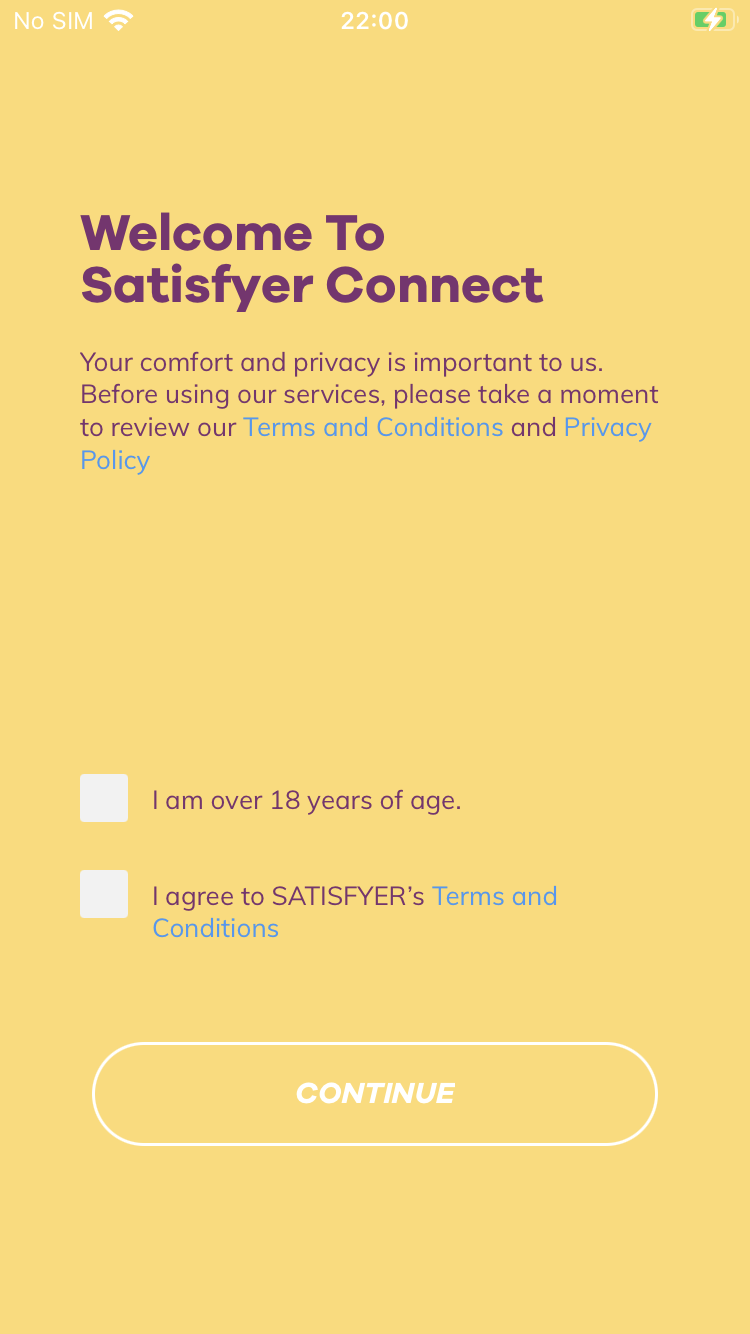 No SIM 22:00
Welcome To
Satisfyer Connect
Your comfort and privacy is important to us.
Before using our services, please take a moment
to review our Terms and Conditions and Privacy
Policy
I am over 18 years of age.
I agree to SATISFYER’s Terms and
Conditions
CONTINUE